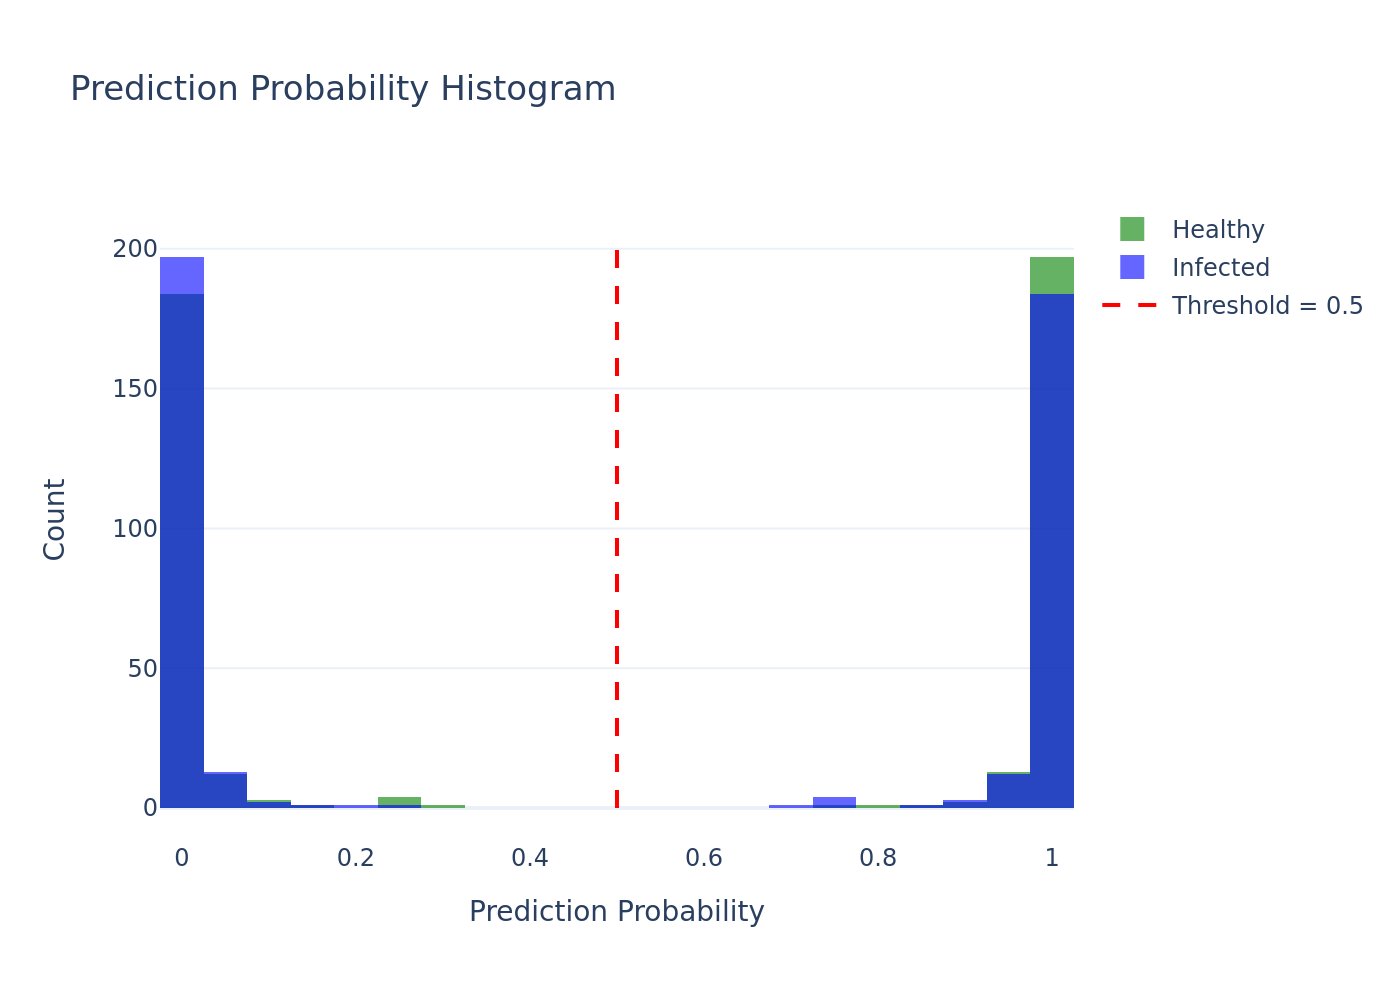 Prediction Probability Histogram
Healthy
Infected
Threshold = 0.5
200
150
100
50
0
Count
0 0.2 0.4 0.6 0.8 1
Prediction Probability